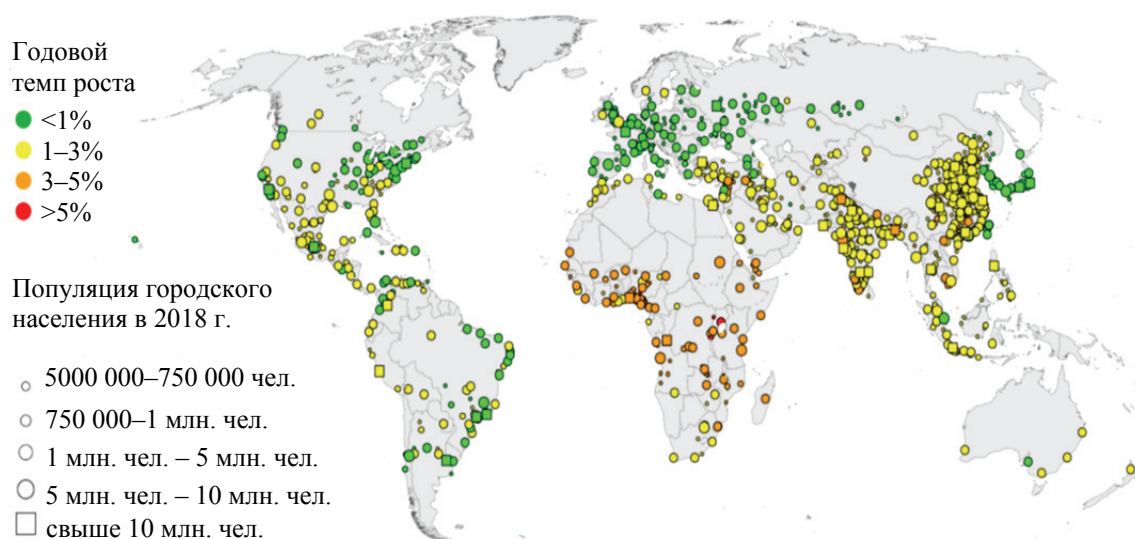 Годовой
темп роста
<1%
1–3%
3–5%
>5%
Популяция городского
населения в 2018 г.
5000 000–750 000 чел.
750 000–1 млн. чел.
1 млн. чел. – 5 млн. чел.
5 млн. чел. – 10 млн. чел.
свыше 10 млн. чел.